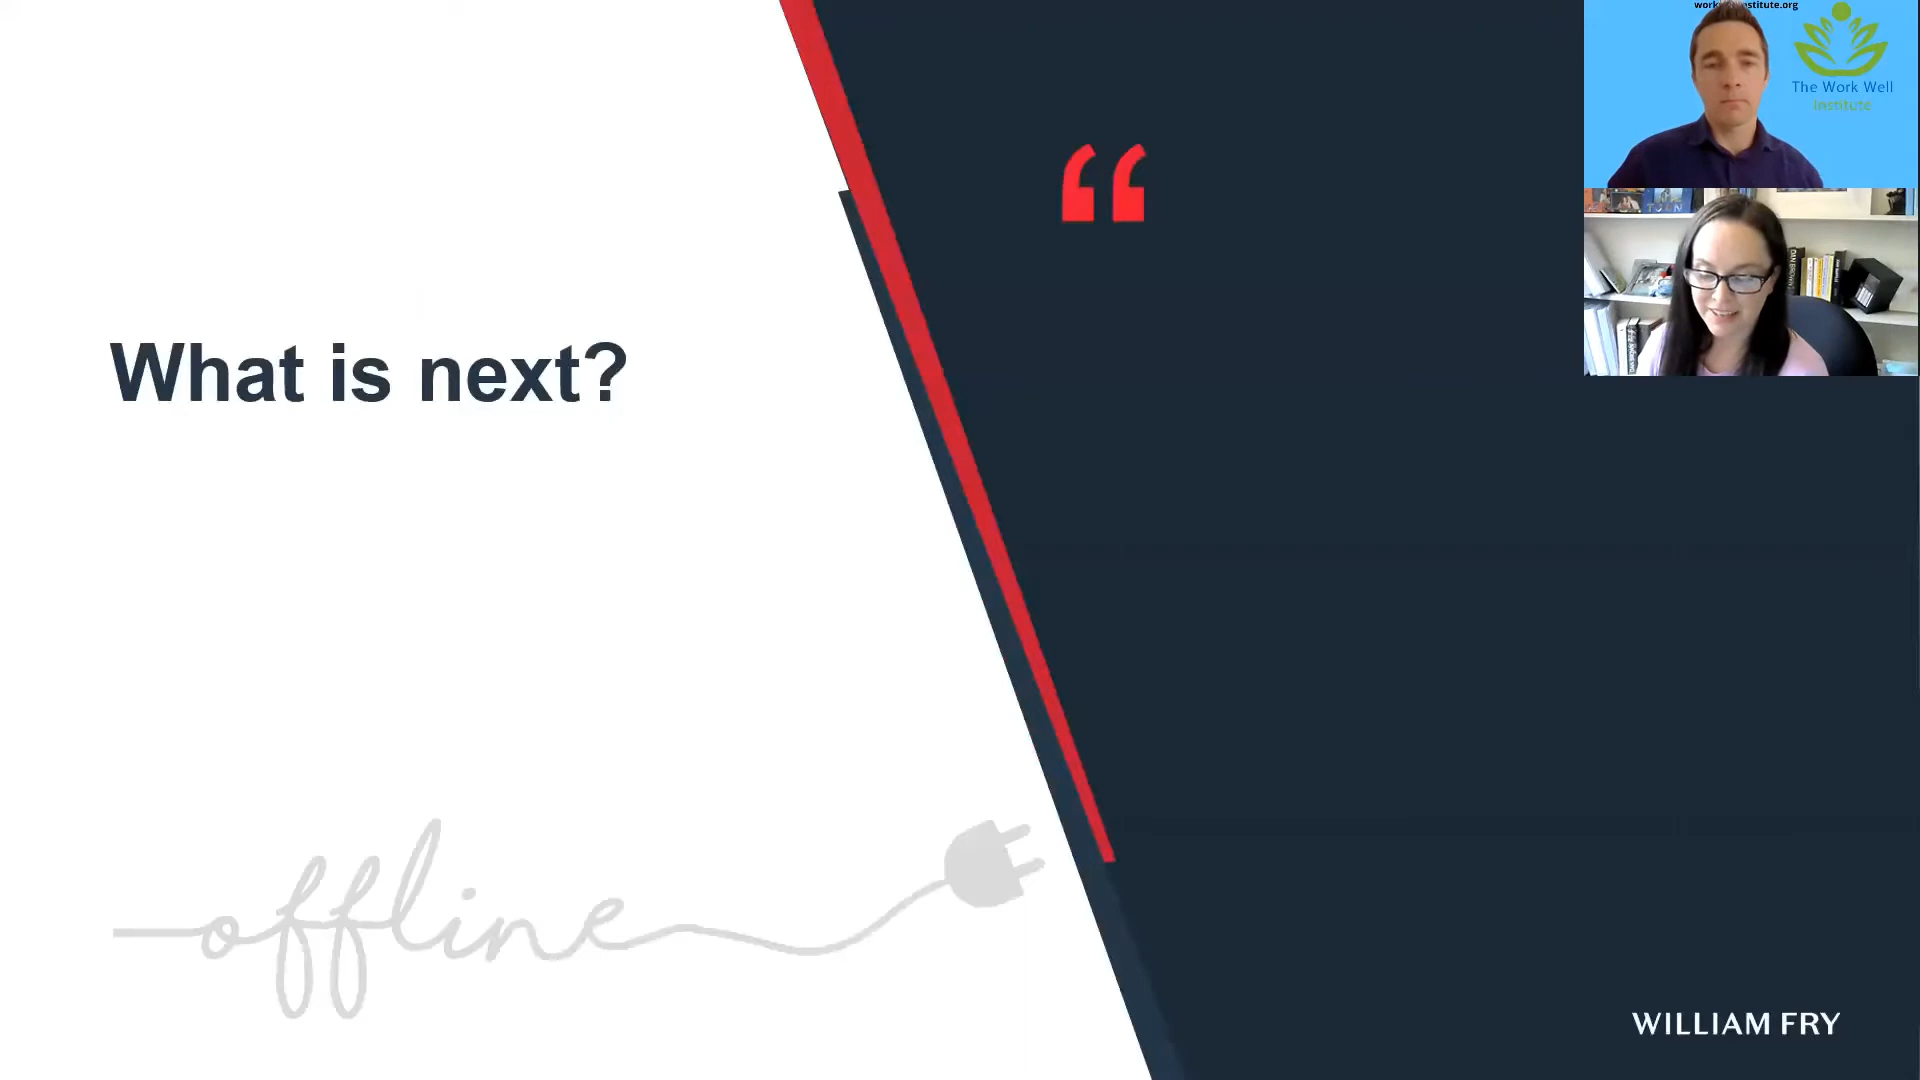 What is next?
offline
“
The Work Well
Institute
WILLIAM FRY